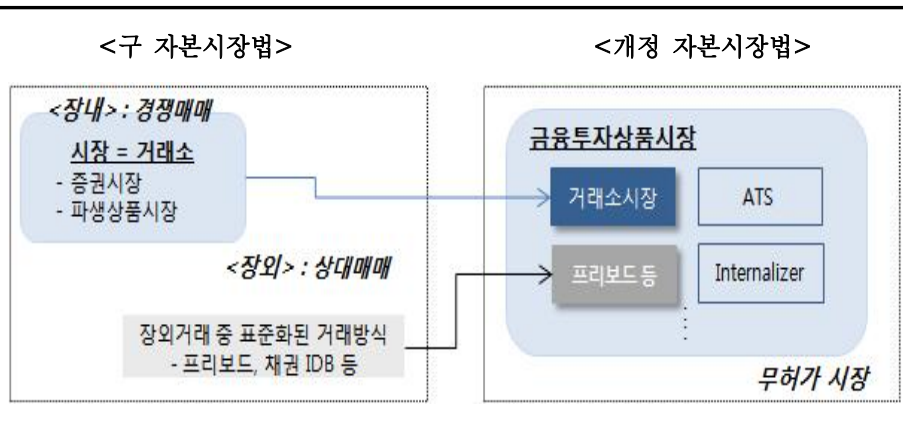 <구 자본시장법>
<개정 자본시장법>
<장내> : 경쟁매매
시장 = 거래소
- 증권시장
- 파생상품시장
<장외> : 상대매매
장외거래 중 표준화된 거래방식
- 프리보드, 채권 IDB 등
금융투자상품시장
거래소시장
ATS
프리보드 등
Internalizer
무허가 시장